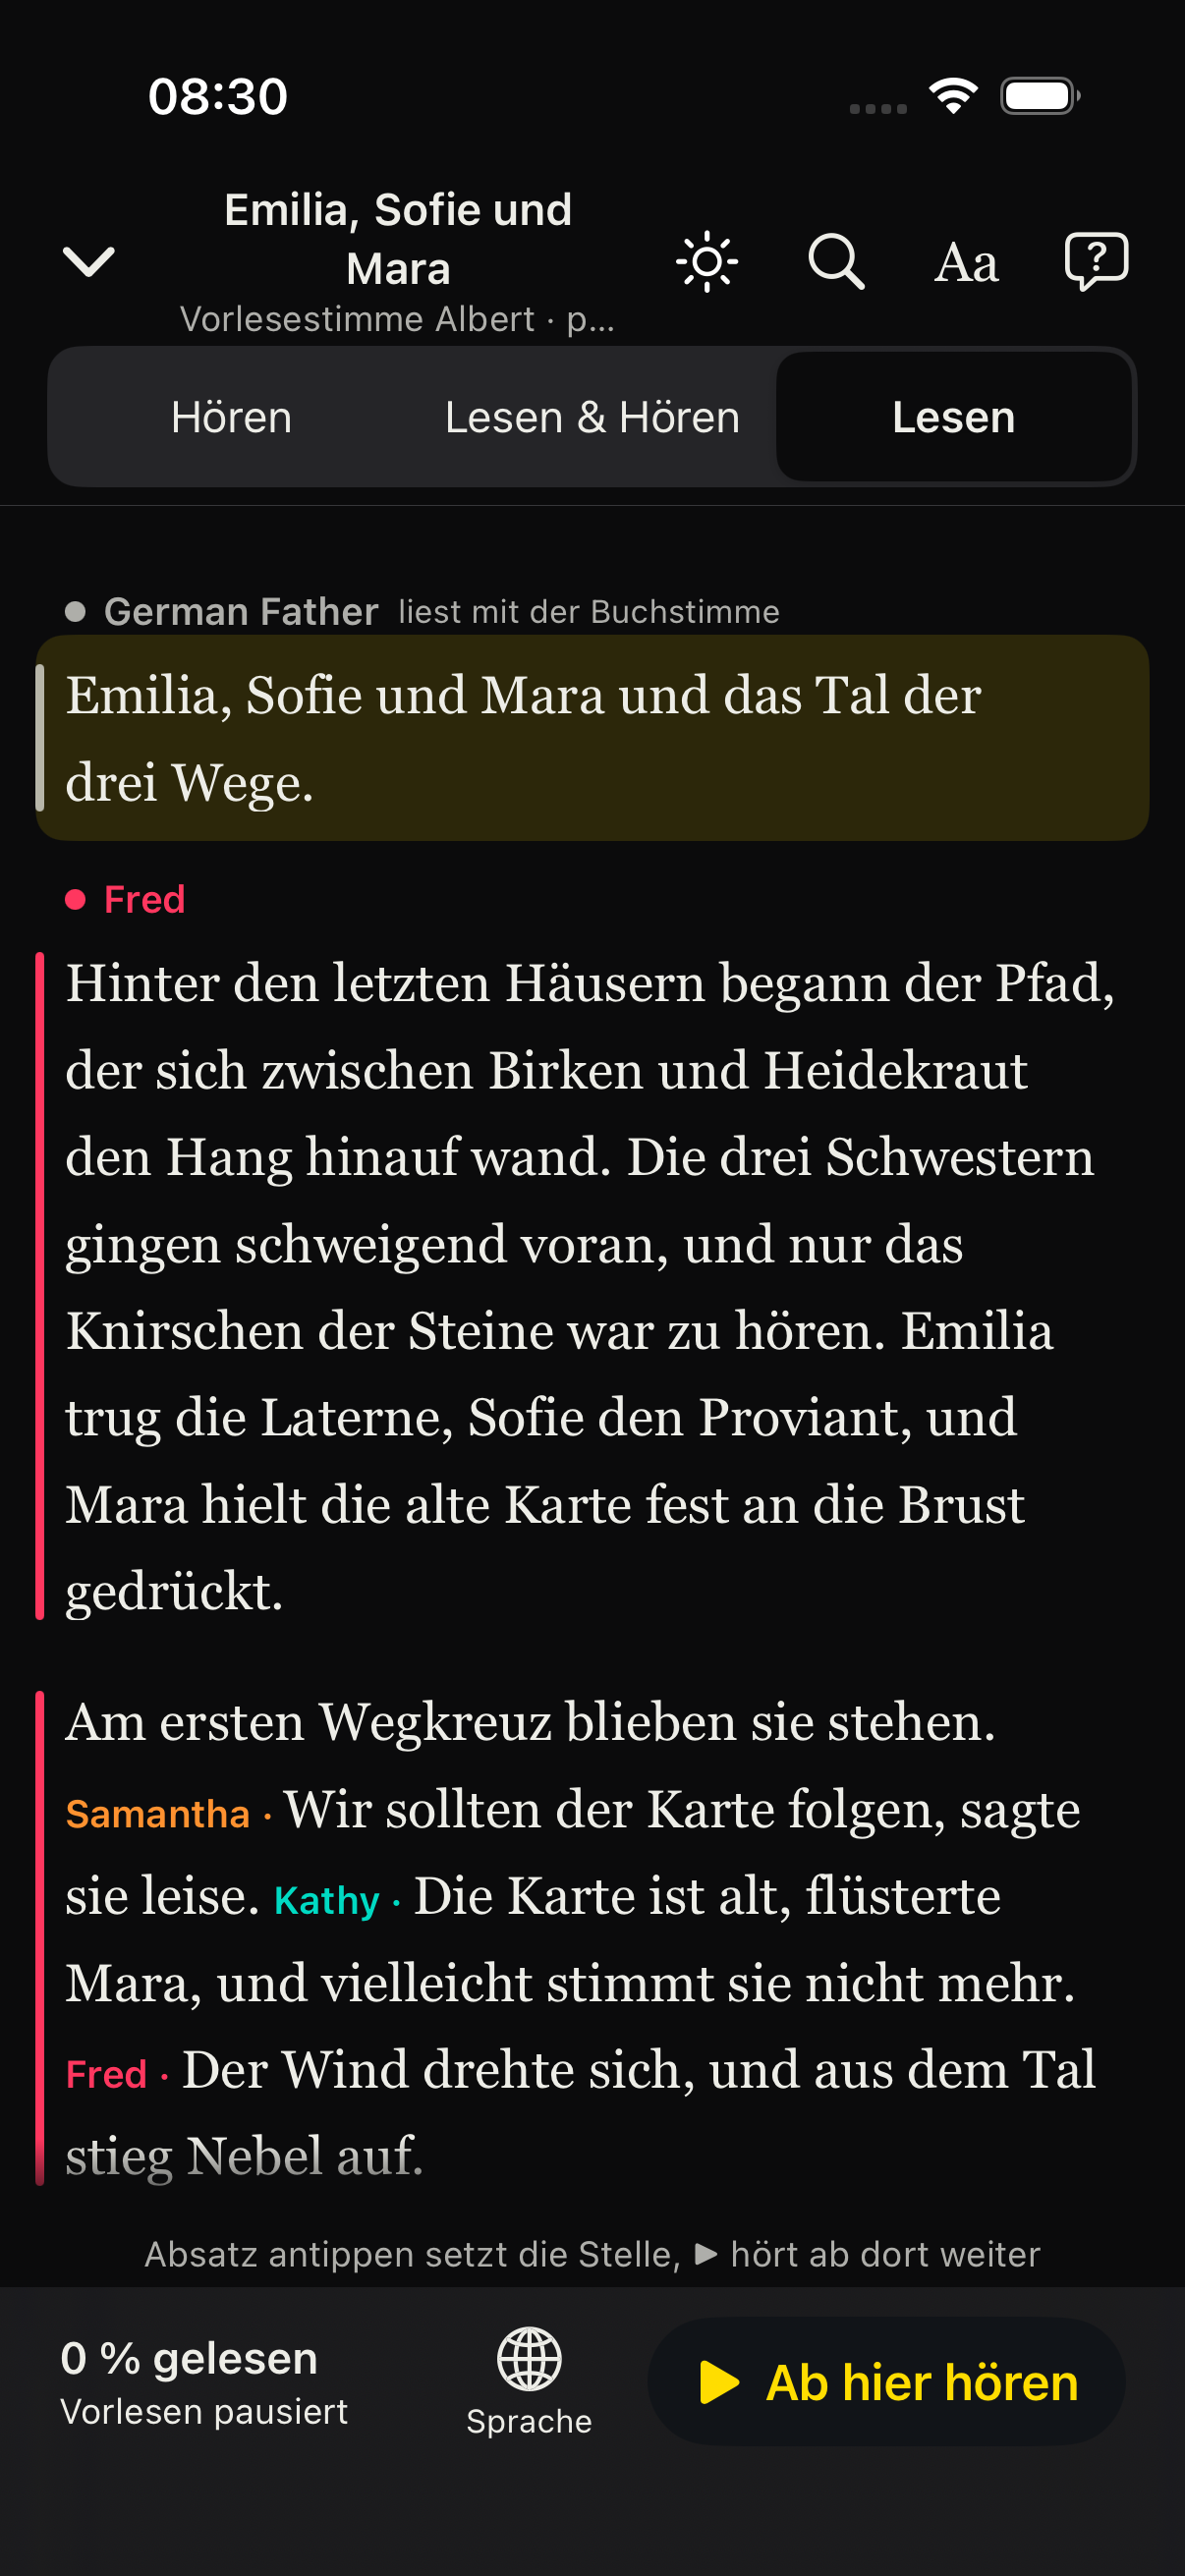 08:30
Emilia, Sofie und
Mara
Vorlesestimme Albert · p...
Aa
?
Hören
Lesen & Hören
Lesen
German Father liest mit der Buchstimme
Emilia, Sofie und Mara und das Tal der
drei Wege.
Fred
Hinter den letzten Häusern begann der Pfad,
der sich zwischen Birken und Heidekraut
den Hang hinauf wand. Die drei Schwestern
gingen schweigend voran, und nur das
Knirschen der Steine war zu hören. Emilia
trug die Laterne, Sofie den Proviant, und
Mara hielt die alte Karte fest an die Brust
gedrückt.
Am ersten Wegkreuz blieben sie stehen.
Samantha · Wir sollten der Karte folgen, sagte
sie leise. Kathy · Die Karte ist alt, flüsterte
Mara, und vielleicht stimmt sie nicht mehr.
Fred · Der Wind drehte sich, und aus dem Tal
stieg Nebel auf.
Absatz antippen setzt die Stelle, ▶ hört ab dort weiter
0 % gelesen
Vorlesen pausiert
Sprache
Ab hier hören